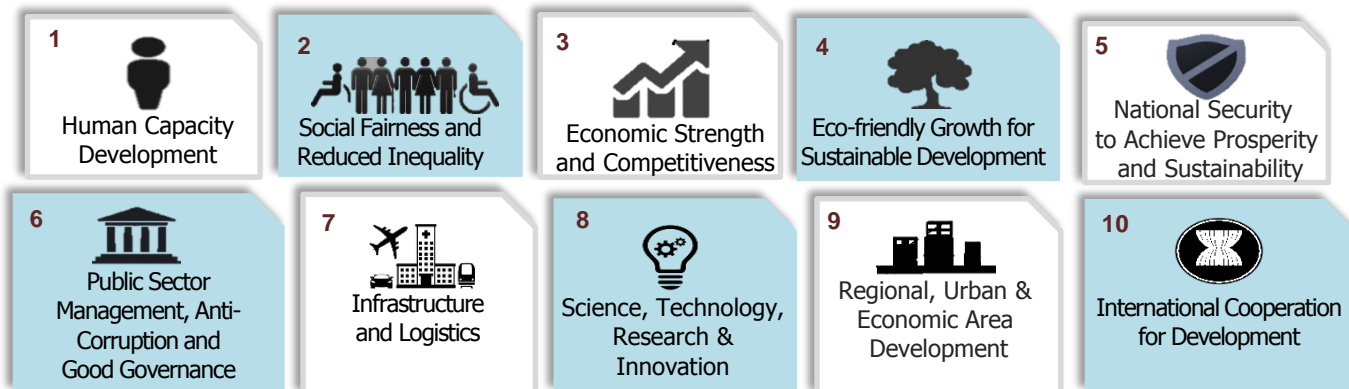 1
Human Capacity
Development
2
Social Fairness and
Reduced Inequality
3
Economic Strength
and Competitiveness
4
Eco-friendly Growth for
Sustainable Development
5
National Security
to Achieve Prosperity
and Sustainability
6
Public Sector
Management, Anti-
Corruption and
Good Governance
7
Infrastructure
and Logistics
8
Science, Technology,
Research &
Innovation
9
Regional, Urban &
Economic Area
Development
10
International Cooperation
for Development